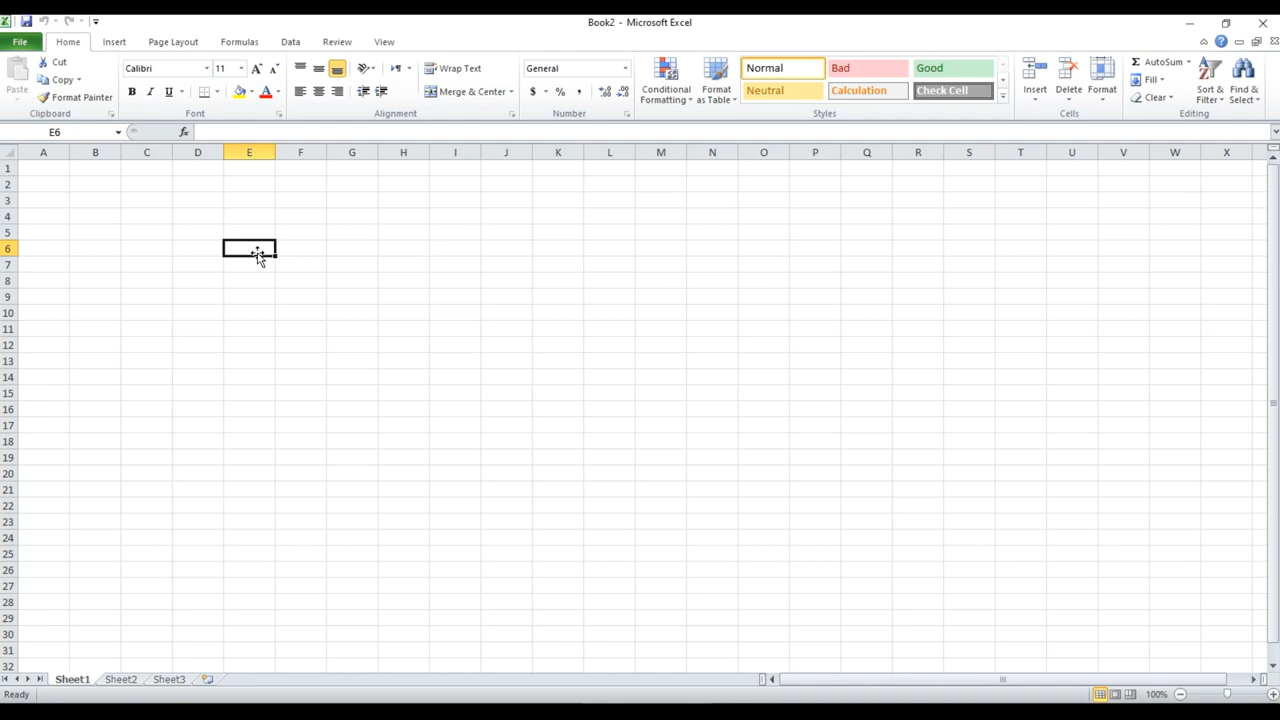 Book2 - Microsoft Excel
File Home Insert Page Layout Formulas Data Review View
Paste
Cut
Copy
Format Painter
Clipboard
Calibri 11
B I U
Font
Wrap Text
Merge & Center
Alignment
General
$ % ,
Number
Conditional Formatting
Format as Table
Normal Bad Good
Neutral Calculation Check Cell
Styles
Insert Delete Format
Cells
AutoSum
Fill
Clear
Sort & Filter
Find & Select
Editing
E6 fx
A B C D E F G H I J K L M N O P Q R S T U V W X
1
2
3
4
5
6
7
8
9
10
11
12
13
14
15
16
17
18
19
20
21
22
23
24
25
26
27
28
29
30
31
32
Sheet1 Sheet2 Sheet3
Ready 100%